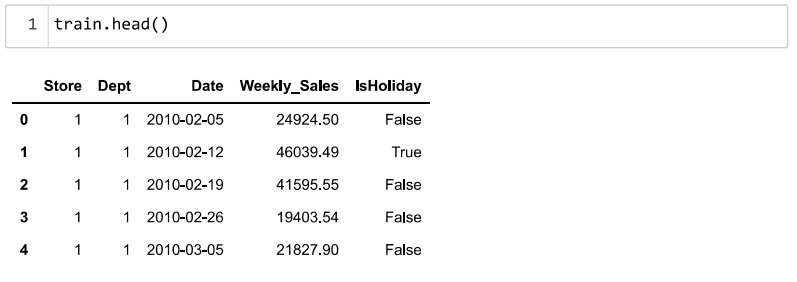 1 train.head()
Store Dept Date Weekly_Sales IsHoliday
0 1 1 2010-02-05 24924.50 False
1 1 1 2010-02-12 46039.49 True
2 1 1 2010-02-19 41595.55 False
3 1 1 2010-02-26 19403.54 False
4 1 1 2010-03-05 21827.90 False